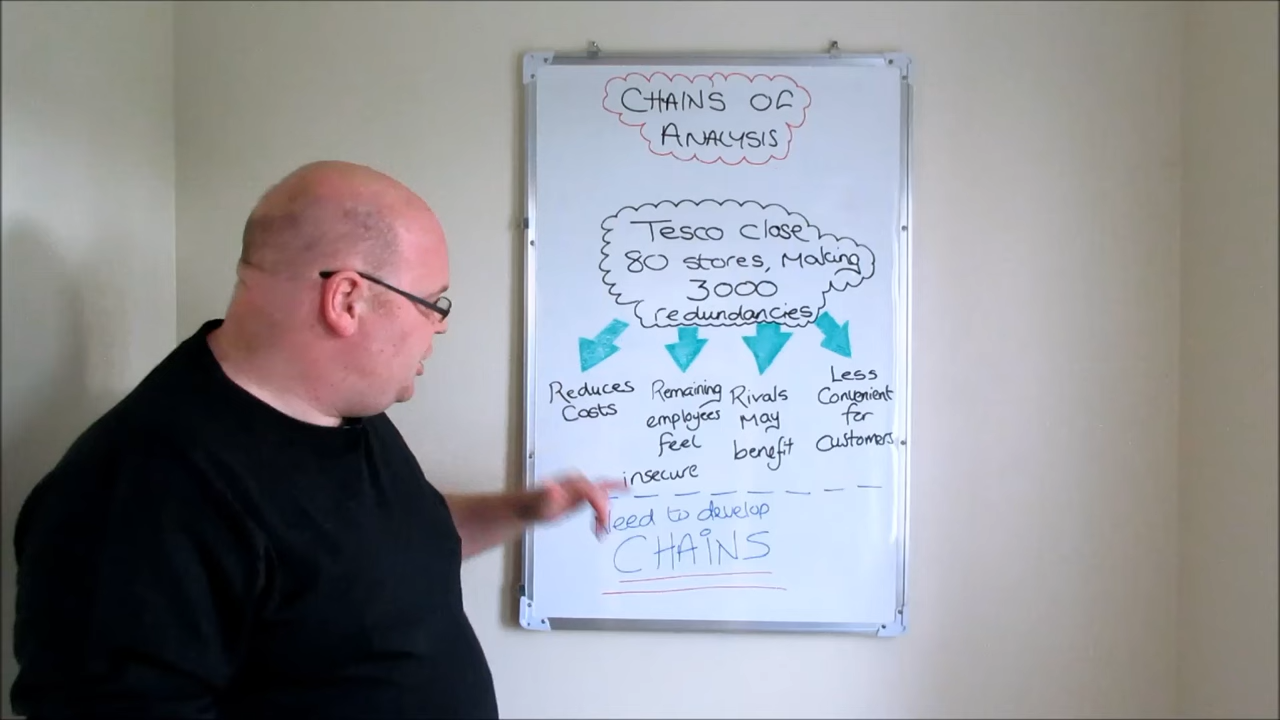 CHAINS OF
ANALYSIS
Tesco close
80 stores, Making
3000
redundancies
Reduces
Costs
Remaining
employees
feel
insecure
Rivals
May
benefit
Less
Convenient
for
Customers
Need to develop
CHAINS